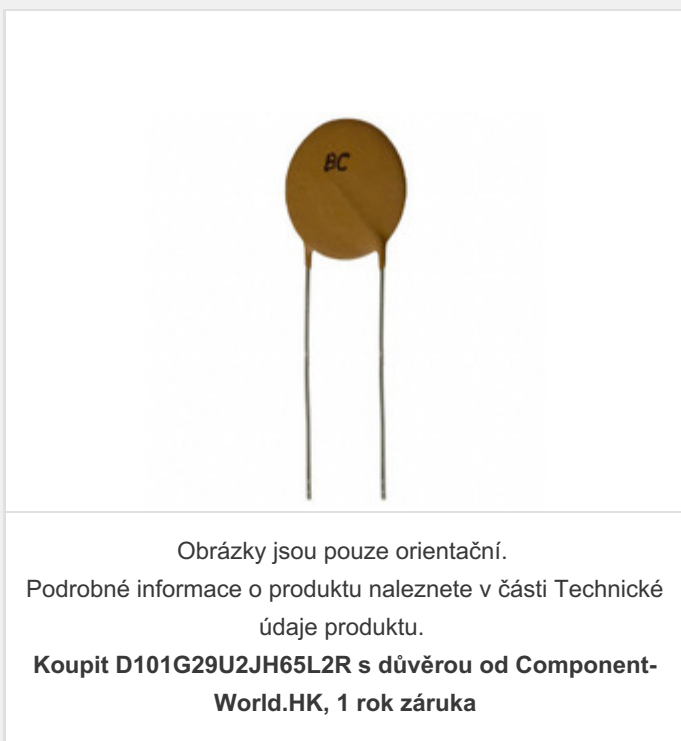 BC
Obrázky jsou pouze orientační.
Podrobné informace o produktu naleznete v části Technické
údaje produktu.
Koupit D101G29U2JH65L2R s důvěrou od Component-
World.HK, 1 rok záruka